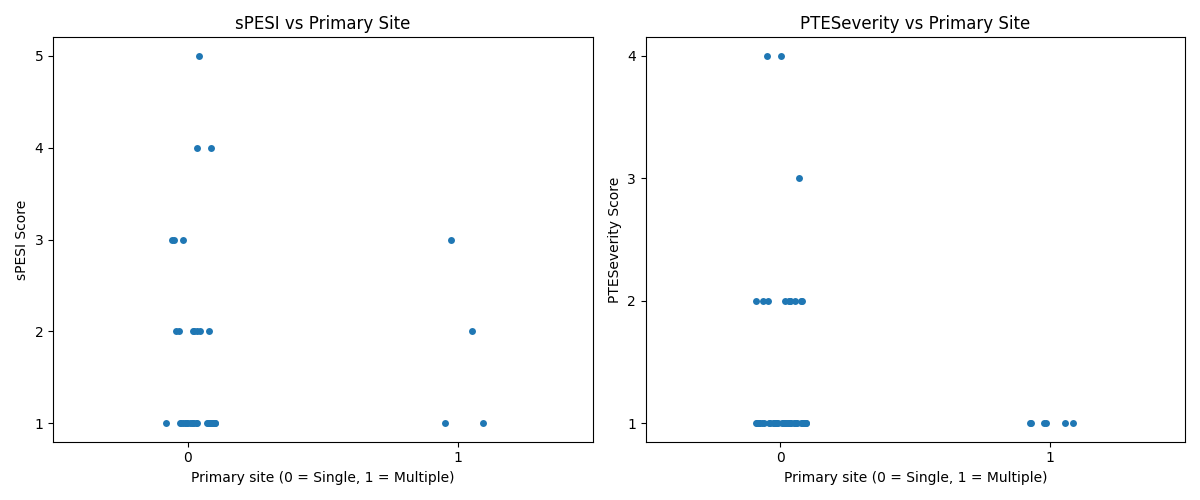 sPESI vs Primary Site
5
4
3
2
1
sPESI Score
0
1
Primary site (0 = Single, 1 = Multiple)
PTESeverity vs Primary Site
4
3
2
1
PTESeverity Score
0
1
Primary site (0 = Single, 1 = Multiple)